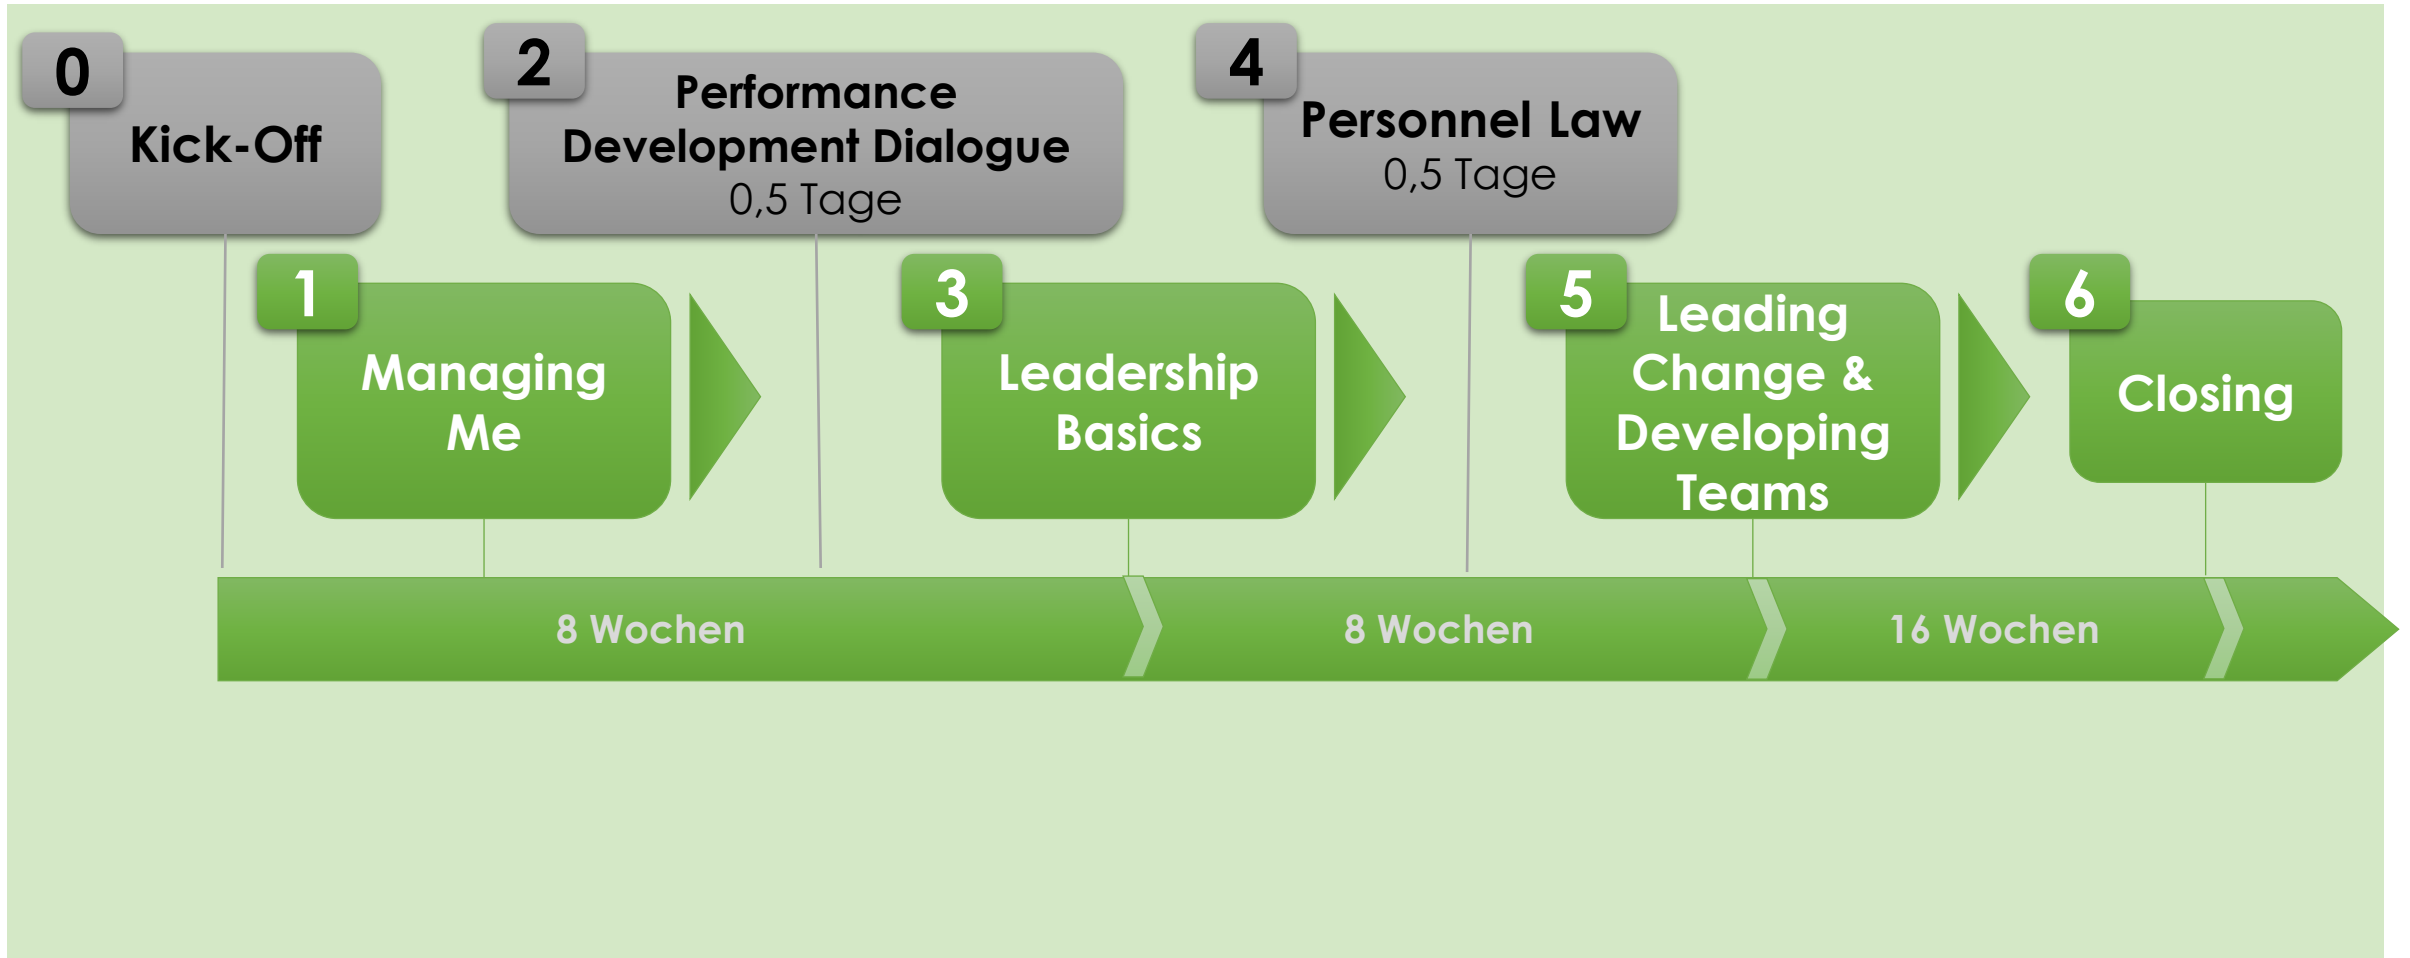 0
Kick-Off
2
Performance
Development Dialogue
0,5 Tage
4
Personnel Law
0,5 Tage
1
Managing
Me
3
Leadership
Basics
5
Leading
Change &
Developing
Teams
6
Closing
8 Wochen
8 Wochen
16 Wochen